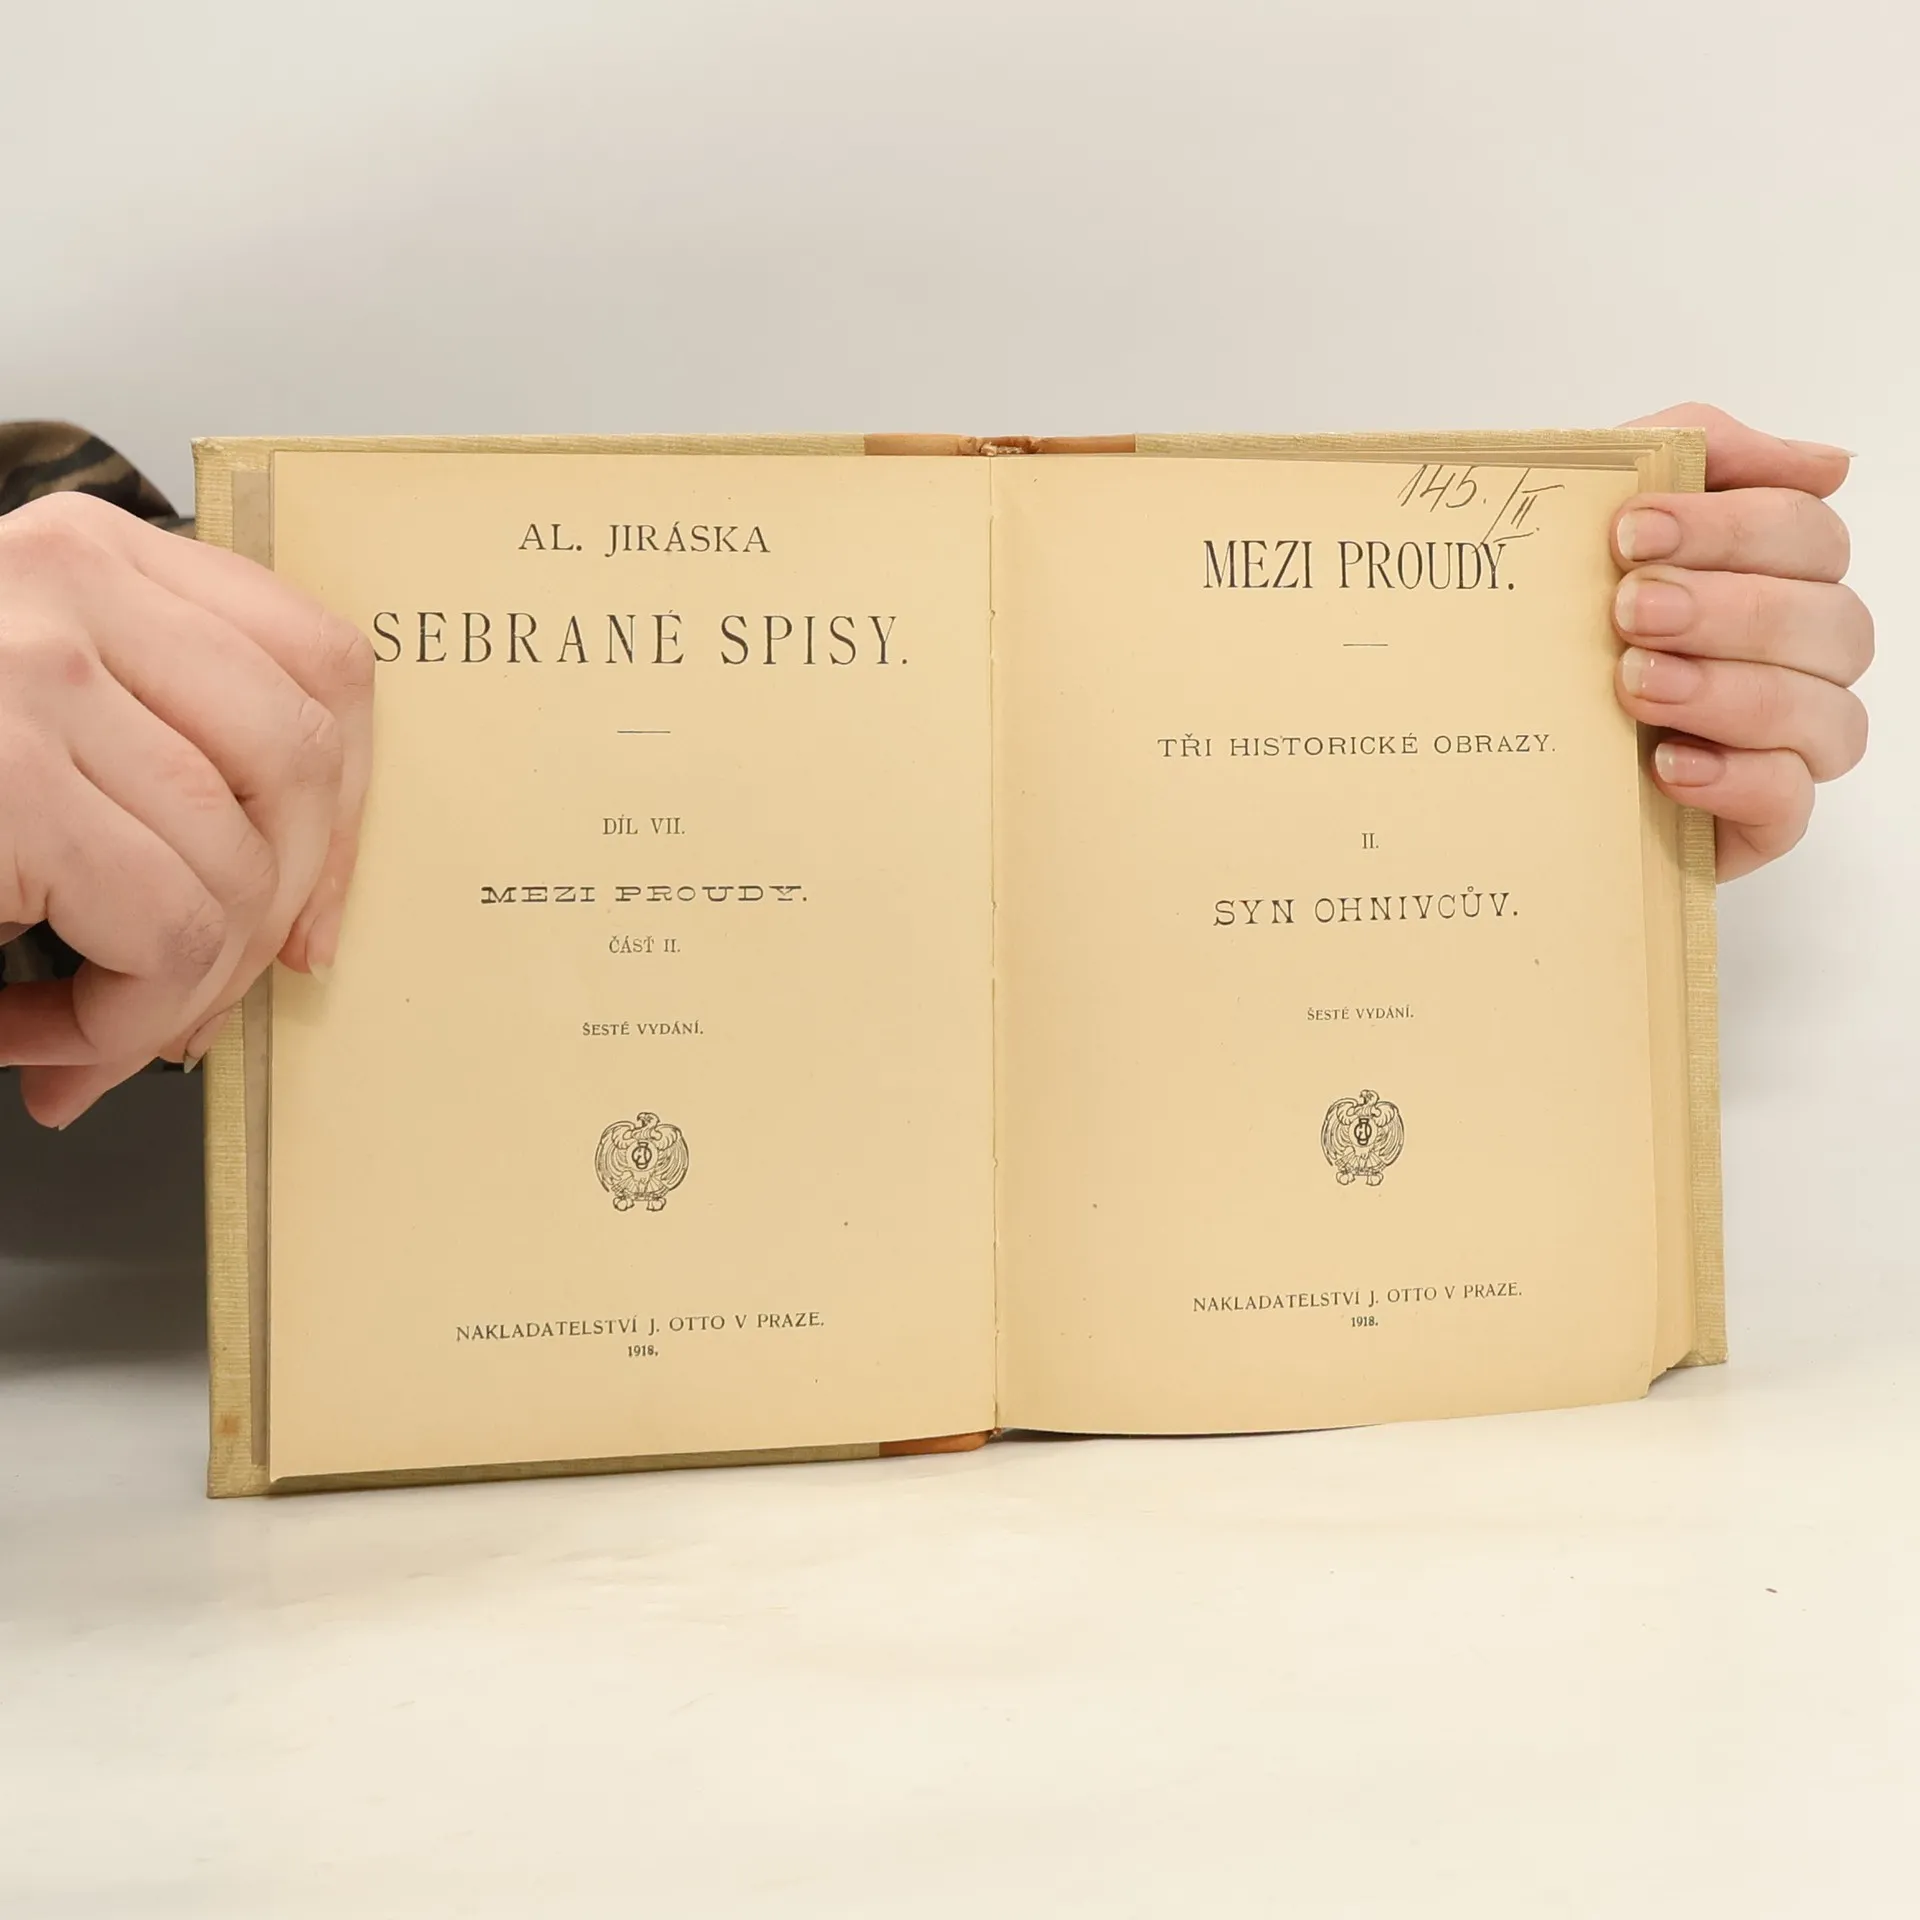 AL. JIRÁSKA
SEBRANÉ SPISY.
DÍL VII.
MEZI PROUDY.
ČÁSŤ II.
ŠESTÉ VYDÁNÍ.
NAKLADATELSTVÍ J. OTTO V PRAZE.
1918.
145./II.
MEZI PROUDY.
TŘI HISTORICKÉ OBRAZY.
II.
SYN OHNIVCŮV.
ŠESTÉ VYDÁNÍ.
NAKLADATELSTVÍ J. OTTO V PRAZE.
1918.